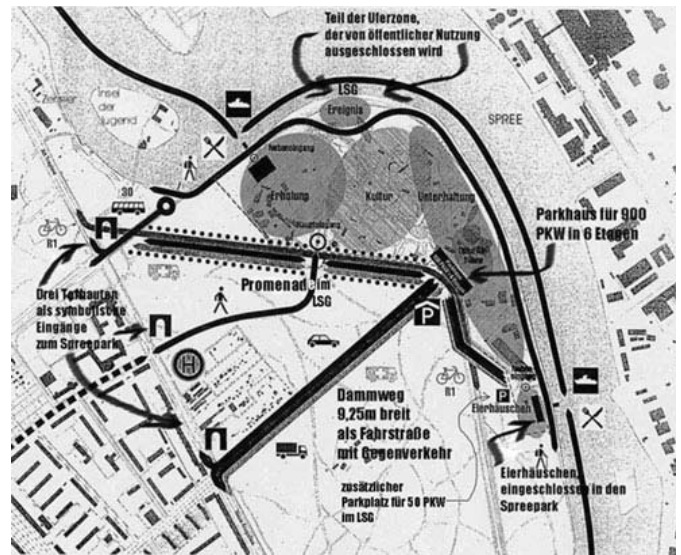 Teil der Uferzone,
der von öffentlicher Nutzung
ausgeschlossen wird
LSG
Ereignis
SPREE
Insel
der
Jugend
Zenner
Nebeneingang
30
Erholung
Kultur
Unterhaltung
R1
Haupteingang
Parkhaus für 900
PKW in 6 Etagen
Promenade im
LSG
Drei Torbauten
als symbolische
Eingänge
zum Spreepark
H
P
Dammweg
9,25m breit
als Fahrstraße
mit Gegenverkehr
R1
P
Eierhäuschen
zusätzlicher
Parkplatz für 50 PKW
im LSG
Eierhäuschen,
eingeschlossen in den
Spreepark